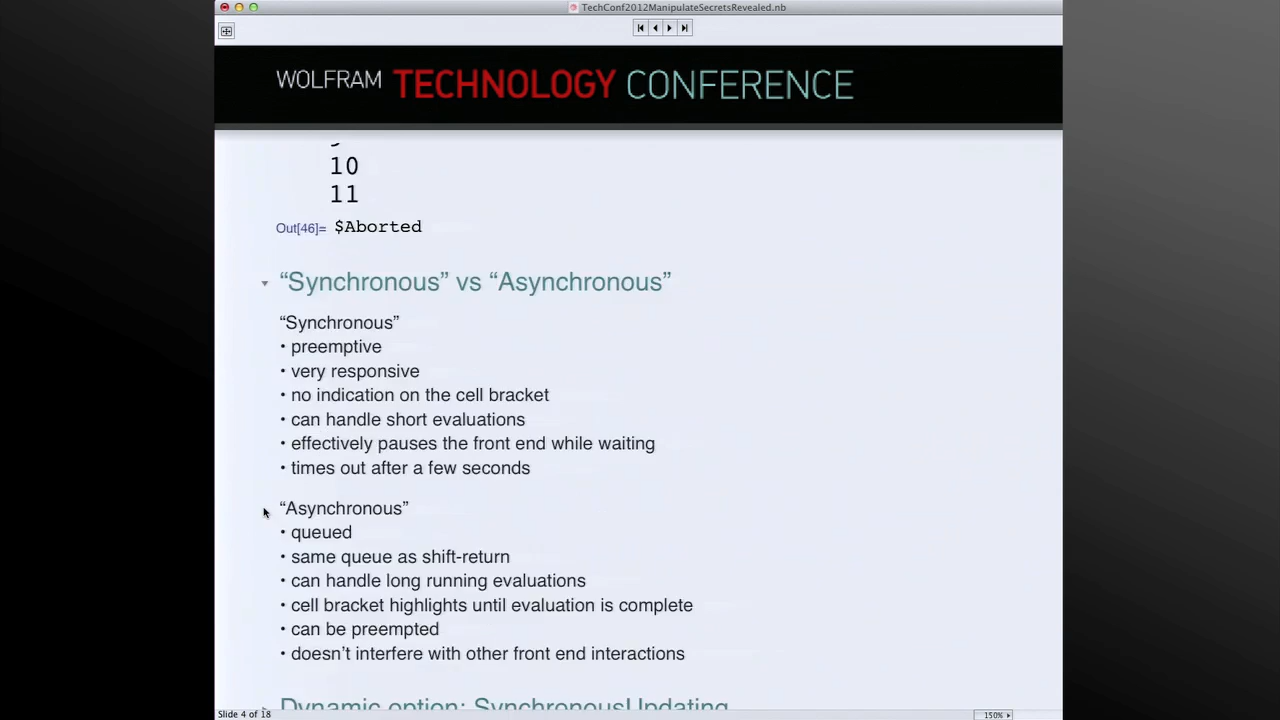 TechConf2012ManipulateSecretsRevealed.nb
WOLFRAM TECHNOLOGY CONFERENCE
10
11
Out[46]= $Aborted
“Synchronous” vs “Asynchronous”
“Synchronous”
• preemptive
• very responsive
• no indication on the cell bracket
• can handle short evaluations
• effectively pauses the front end while waiting
• times out after a few seconds
“Asynchronous”
• queued
• same queue as shift-return
• can handle long running evaluations
• cell bracket highlights until evaluation is complete
• can be preempted
• doesn’t interfere with other front end interactions
Dynamic option: SynchronousUpdating
Slide 4 of 18
150%